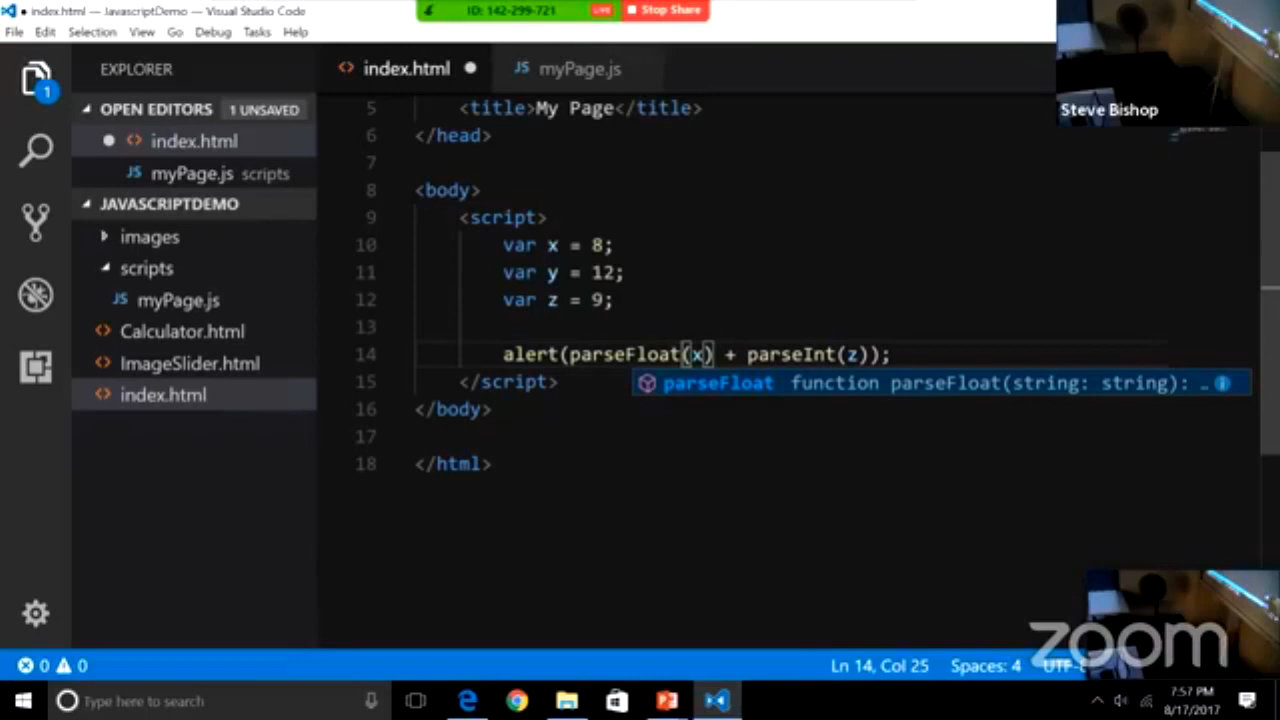 index.html — JavascriptDemo — Visual Studio Code
ID: 142-299-721 LIVE Stop Share
File Edit Selection View Go Debug Tasks Help
Steve Bishop
EXPLORER
OPEN EDITORS 1 UNSAVED
index.html
myPage.js scripts
JAVASCRIPTDEMO
images
scripts
JS myPage.js
Calculator.html
ImageSlider.html
index.html
1
index.html JS myPage.js
5 <title>My Page</title>
6 </head>
7
8 <body>
9 <script>
10 var x = 8;
11 var y = 12;
12 var z = 9;
13
14 alert(parseFloat(x) + parseInt(z));
parseFloat function parseFloat(string: string): …
15 </script>
16 </body>
17
18 </html>
zoom
0 0 Ln 14, Col 25 Spaces: 4
Type here to search
7:57 PM
8/17/2017